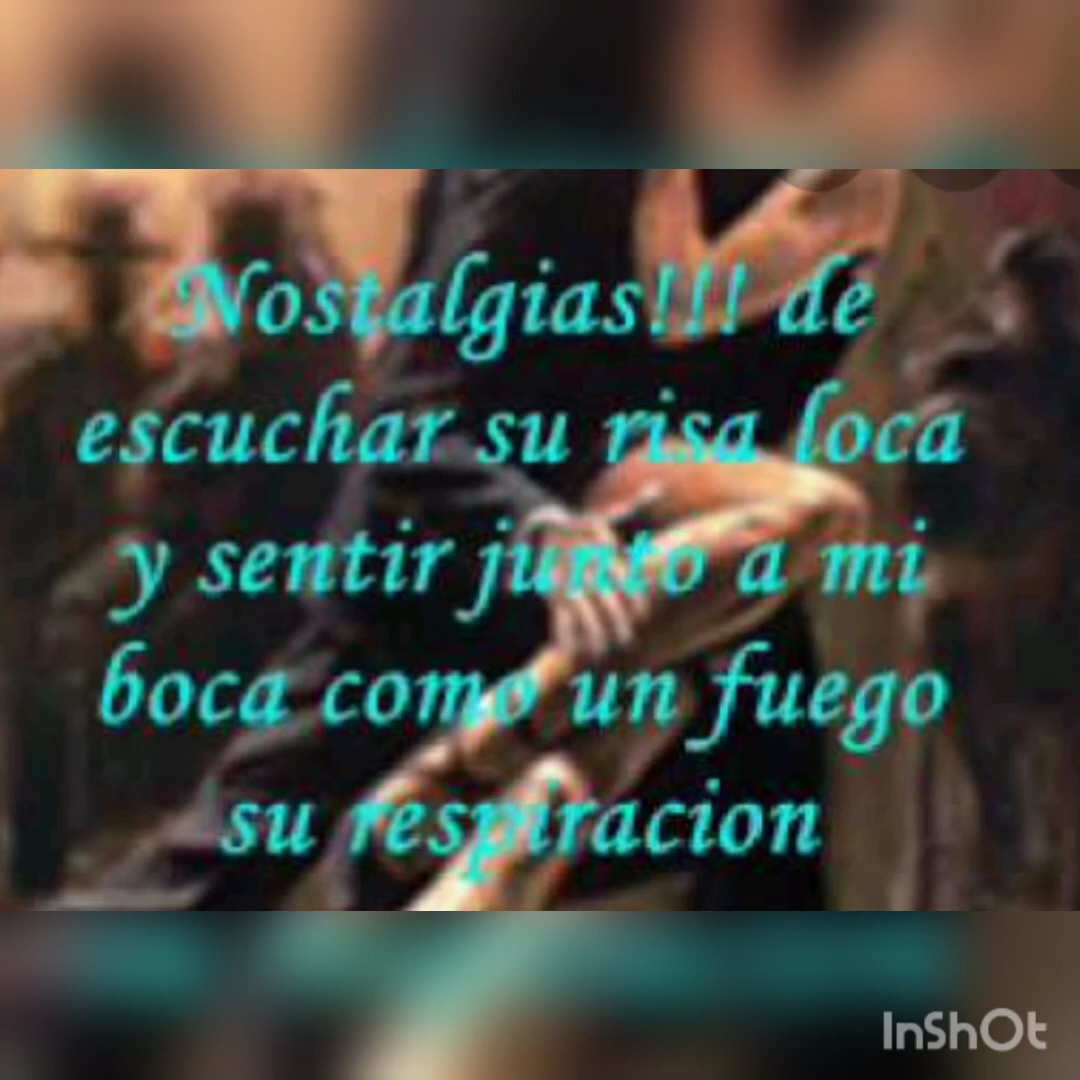 Nostalgias!!! de
escuchar su risa loca
y sentir junto a mi
boca como un fuego
su respiracion
InShOt